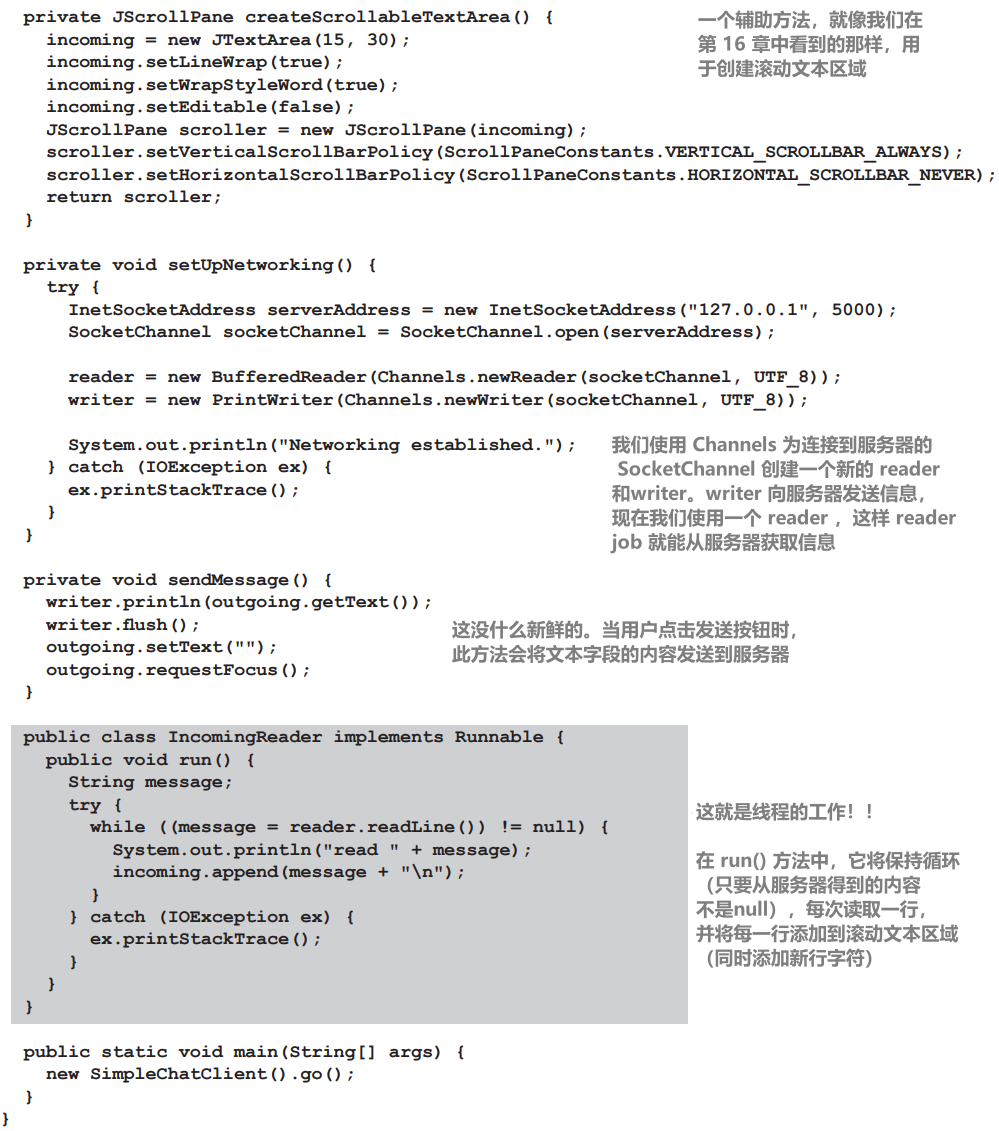 private JScrollPane createScrollableTextArea() {
incoming = new JTextArea(15, 30);
incoming.setLineWrap(true);
incoming.setWrapStyleWord(true);
incoming.setEditable(false);
JScrollPane scroller = new JScrollPane(incoming);
scroller.setVerticalScrollBarPolicy(ScrollPaneConstants.VERTICAL_SCROLLBAR_ALWAYS);
scroller.setHorizontalScrollBarPolicy(ScrollPaneConstants.HORIZONTAL_SCROLLBAR_NEVER);
return scroller;
}
一个辅助方法，就像我们在
第 16 章中看到的那样，用
于创建滚动文本区域
private void setUpNetworking() {
try {
InetSocketAddress serverAddress = new InetSocketAddress("127.0.0.1", 5000);
SocketChannel socketChannel = SocketChannel.open(serverAddress);
reader = new BufferedReader(Channels.newReader(socketChannel, UTF_8));
writer = new PrintWriter(Channels.newWriter(socketChannel, UTF_8));
System.out.println("Networking established.");
} catch (IOException ex) {
ex.printStackTrace();
}
}
我们使用 Channels 为连接到服务器的
SocketChannel 创建一个新的 reader
和writer。writer 向服务器发送信息，
现在我们使用一个 reader ，这样 reader
job 就能从服务器获取信息
private void sendMessage() {
writer.println(outgoing.getText());
writer.flush();
outgoing.setText("");
outgoing.requestFocus();
}
这没什么新鲜的。当用户点击发送按钮时，
此方法会将文本字段的内容发送到服务器
public class IncomingReader implements Runnable {
public void run() {
String message;
try {
while ((message = reader.readLine()) != null) {
System.out.println("read " + message);
incoming.append(message + "\n");
}
} catch (IOException ex) {
ex.printStackTrace();
}
}
}
这就是线程的工作！！
在 run() 方法中，它将保持循环
（只要从服务器得到的内容
不是null），每次读取一行，
并将每一行添加到滚动文本区域
（同时添加新行字符）
public static void main(String[] args) {
new SimpleChatClient().go();
}
}